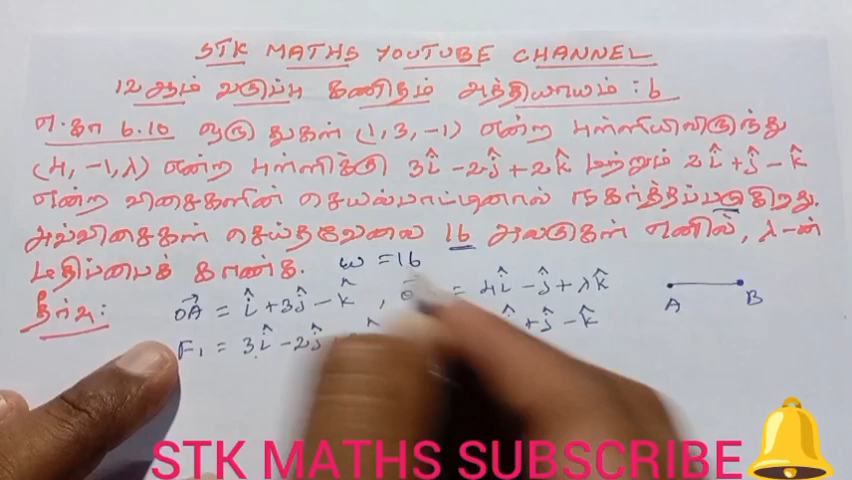 STK MATHS YOUTUBE CHANNEL
12 ஆம் வகுப்பு கணிதம் அத்தியாயம் : 6
எ.கா 6.10 ஒரு துகள் (1, 3, -1) என்ற புள்ளியிலிருந்து
(4, -1, λ) என்ற புள்ளிக்கு 3î - 2ĵ + 2k̂ மற்றும் 2î + ĵ - k̂
என்ற விசைகளின் செயல்பாட்டினால் நகர்த்தப்படுகிறது.
அவ்விசைகள் செய்தவேலை 16 அலகுகள் எனில், λ-ன்
மதிப்பைக் காண்க. w = 16
தீர்வு: OA⃗ = î + 3ĵ - k̂ , = 4î - ĵ + λk̂
A B
F₁ = 3î - 2ĵ + ĵ - k̂
STK MATHS SUBSCRIBE